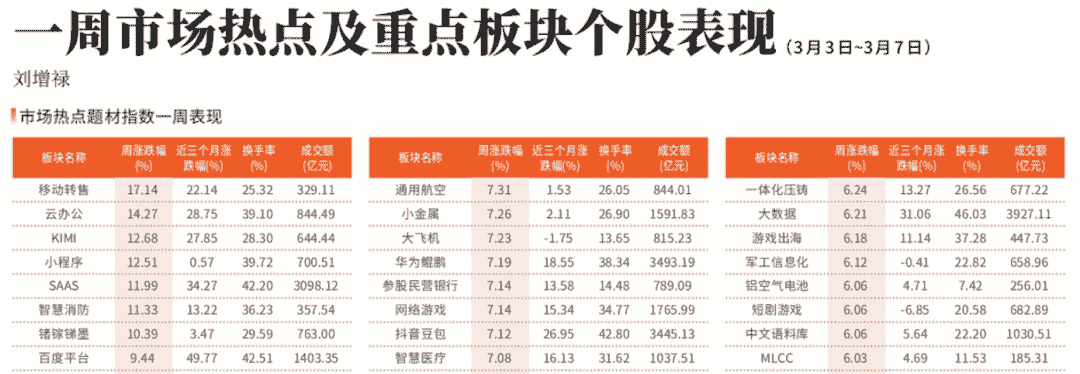 一周市场热点及重点板块个股表现（3月3日~3月7日）
刘增禄
市场热点题材指数一周表现
板块名称 周涨跌幅(%) 近三个月涨跌幅(%) 换手率(%) 成交额(亿元) 板块名称 周涨跌幅(%) 近三个月涨跌幅(%) 换手率(%) 成交额(亿元) 板块名称 周涨跌幅(%) 近三个月涨跌幅(%) 换手率(%) 成交额(亿元)
移动转售 17.14 22.14 25.32 329.11 通用航空 7.31 1.53 26.05 844.01 一体化压铸 6.24 13.27 26.56 677.22
云办公 14.27 28.75 39.10 844.49 小金属 7.26 2.11 26.90 1591.83 大数据 6.21 31.06 46.03 3927.11
KIMI 12.68 27.85 28.30 644.44 大飞机 7.23 -1.75 13.65 815.23 游戏出海 6.18 11.14 37.28 447.73
小程序 12.51 0.57 39.72 700.51 华为鲲鹏 7.19 18.55 38.34 3493.19 军工信息化 6.12 -0.41 22.82 658.96
SAAS 11.99 34.27 42.20 3098.12 参股民营银行 7.14 13.58 14.48 789.09 铝空气电池 6.06 4.71 7.42 256.01
智慧消防 11.33 13.22 36.23 357.54 网络游戏 7.14 15.34 34.77 1765.99 短剧游戏 6.06 -6.85 20.58 682.89
锗镓锑墨 10.39 3.47 29.59 763.00 抖音豆包 7.12 26.95 42.80 3445.13 中文语料库 6.06 5.64 22.20 1030.51
百度平台 9.44 49.77 42.51 1403.35 智慧医疗 7.08 16.13 31.62 1037.51 MLCC 6.03 4.69 11.53 185.31